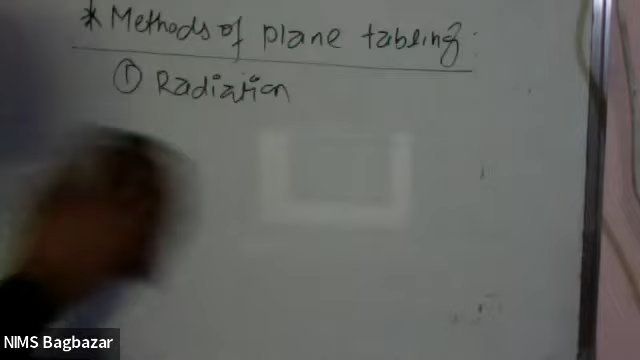 * Methods of plane tabling:
① Radiation
NIMS Bagbazar